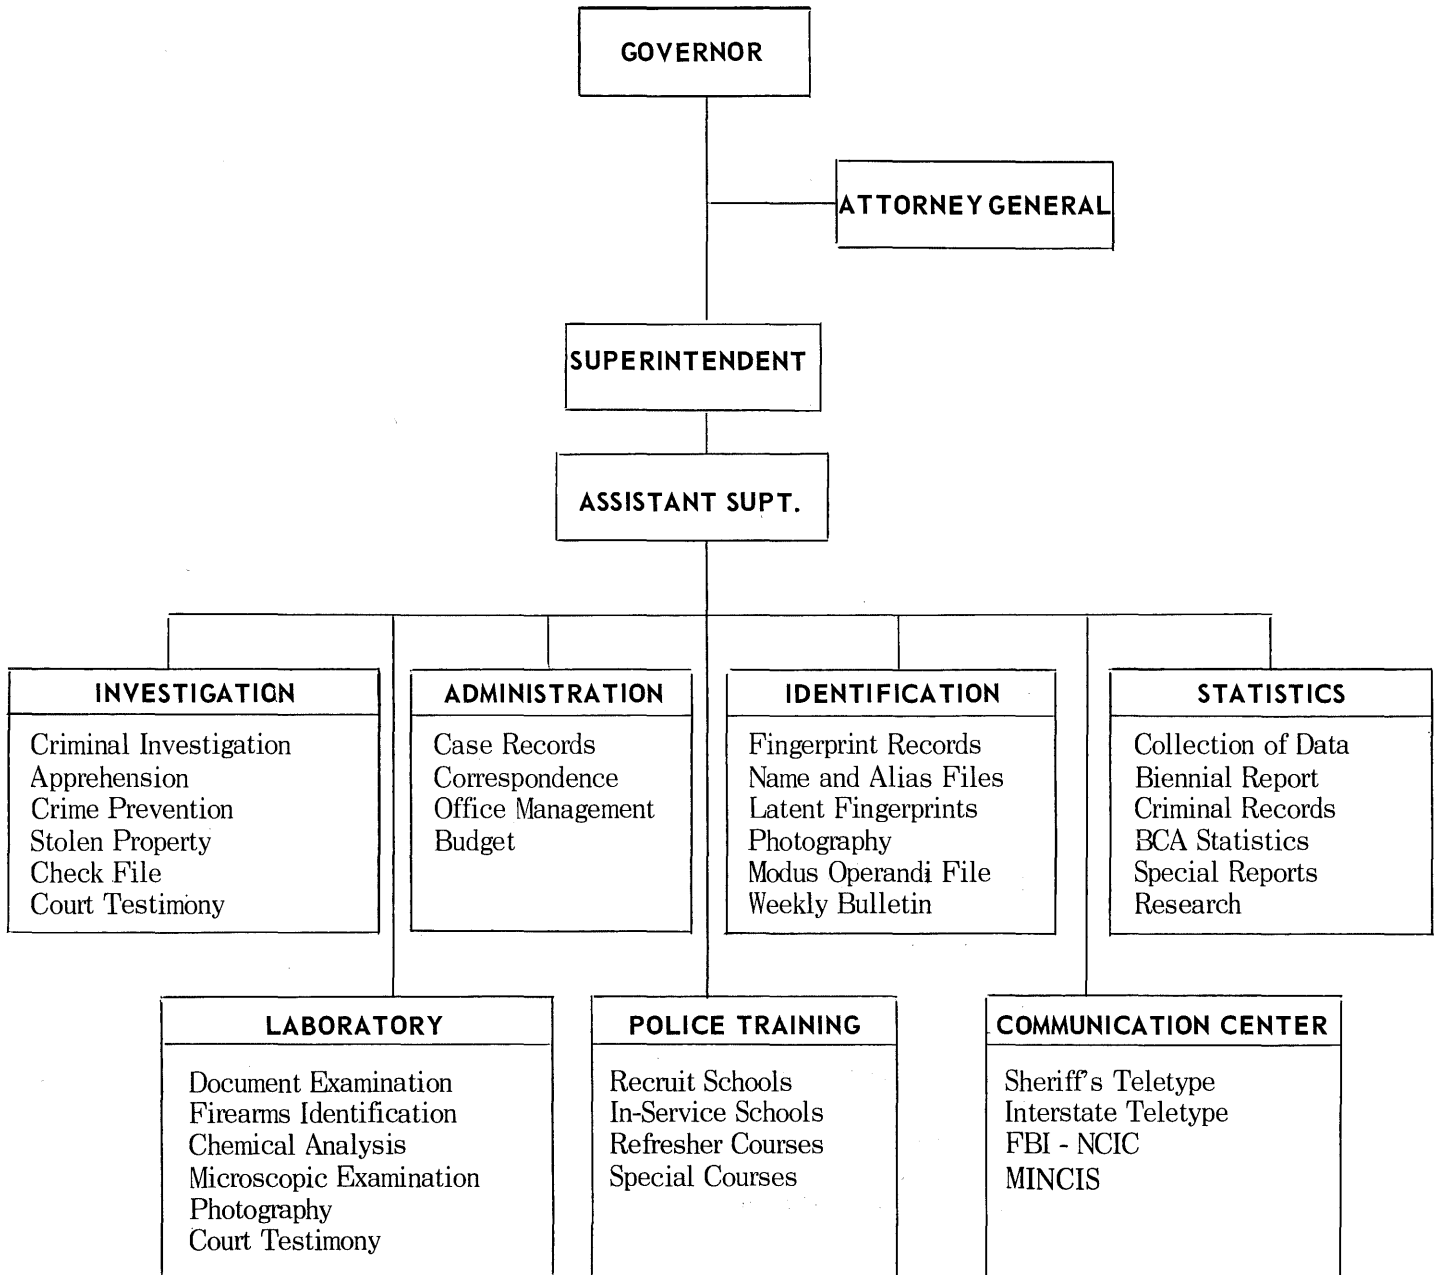 GOVERNOR
ATTORNEY GENERAL
SUPERINTENDENT
ASSISTANT SUPT.
INVESTIGATION
Criminal Investigation
Apprehension
Crime Prevention
Stolen Property
Check File
Court Testimony
ADMINISTRATION
Case Records
Correspondence
Office Management
Budget
IDENTIFICATION
Fingerprint Records
Name and Alias Files
Latent Fingerprints
Photography
Modus Operandi File
Weekly Bulletin
STATISTICS
Collection of Data
Biennial Report
Criminal Records
BCA Statistics
Special Reports
Research
LABORATORY
Document Examination
Firearms Identification
Chemical Analysis
Microscopic Examination
Photography
Court Testimony
POLICE TRAINING
Recruit Schools
In-Service Schools
Refresher Courses
Special Courses
COMMUNICATION CENTER
Sheriff's Teletype
Interstate Teletype
FBI - NCIC
MINCIS